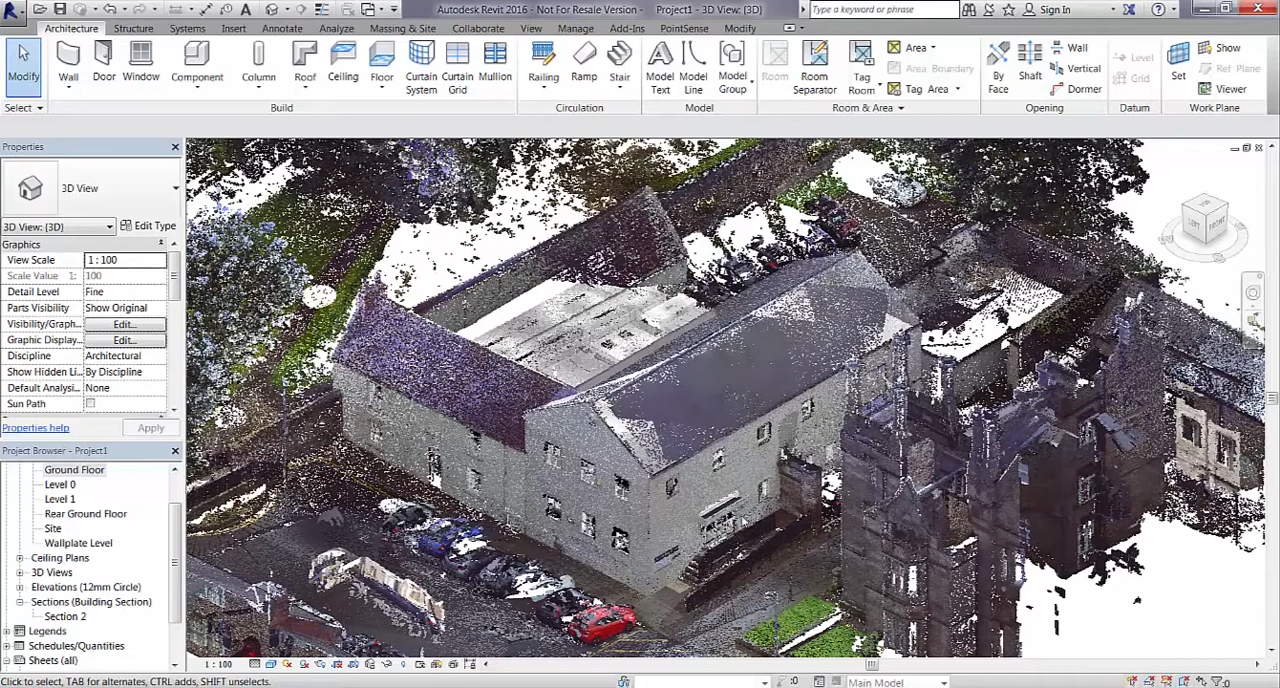 Autodesk Revit 2016 - Not For Resale Version - Project1 - 3D View: {3D}
Type a keyword or phrase
Sign In
Architecture Structure Systems Insert Annotate Analyze Massing & Site Collaborate View Manage Add-Ins PointSense Modify
Modify
Wall
Door
Window
Component
Column
Roof
Ceiling
Floor
Curtain System
Curtain Grid
Mullion
Railing
Ramp
Stair
Model Text
Model Line
Model Group
Room
Room Separator
Tag Room
Area
Area Boundary
Tag Area
By Face
Shaft
Wall
Vertical
Dormer
Level
Grid
Set
Show
Ref Plane
Viewer
Select
Build
Circulation
Model
Room & Area
Opening
Datum
Work Plane
Properties
3D View
3D View: {3D}
Edit Type
Graphics
View Scale 1 : 100
Scale Value 1: 100
Detail Level Fine
Parts Visibility Show Original
Visibility/Graph... Edit...
Graphic Display... Edit...
Discipline Architectural
Show Hidden Li... By Discipline
Default Analysi... None
Sun Path
Properties help
Apply
Project Browser - Project1
Ground Floor
Level 0
Level 1
Rear Ground Floor
Site
Wallplate Level
Ceiling Plans
3D Views
Elevations (12mm Circle)
Sections (Building Section)
Section 2
Legends
Schedules/Quantities
Sheets (all)
LEFT
FRONT
1 : 100
Click to select, TAB for alternates, CTRL adds, SHIFT unselects.
:0
Main Model
:0